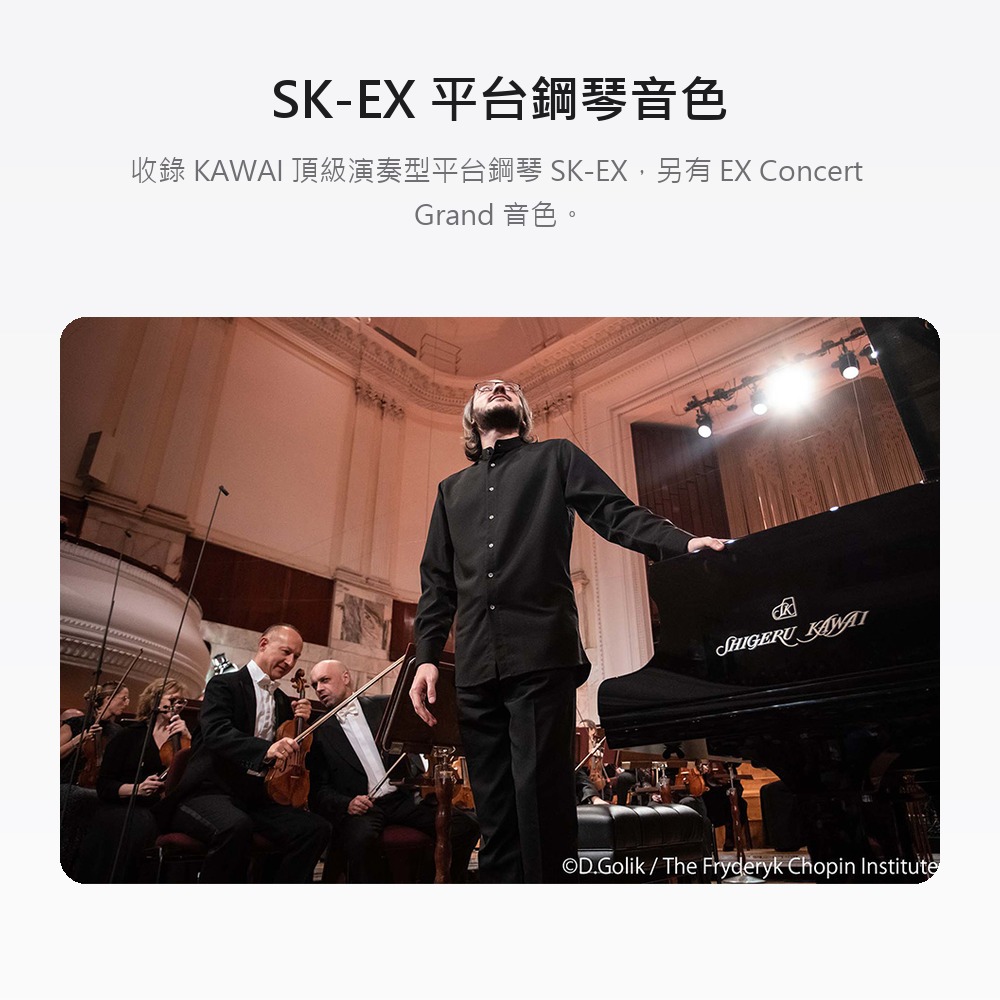 SK-EX 平台鋼琴音色
收錄 KAWAI 頂級演奏型平台鋼琴 SK-EX，另有 EX Concert
Grand 音色。
SK
SHIGERU KAWAI
©D.Golik / The Fryderyk Chopin Institute